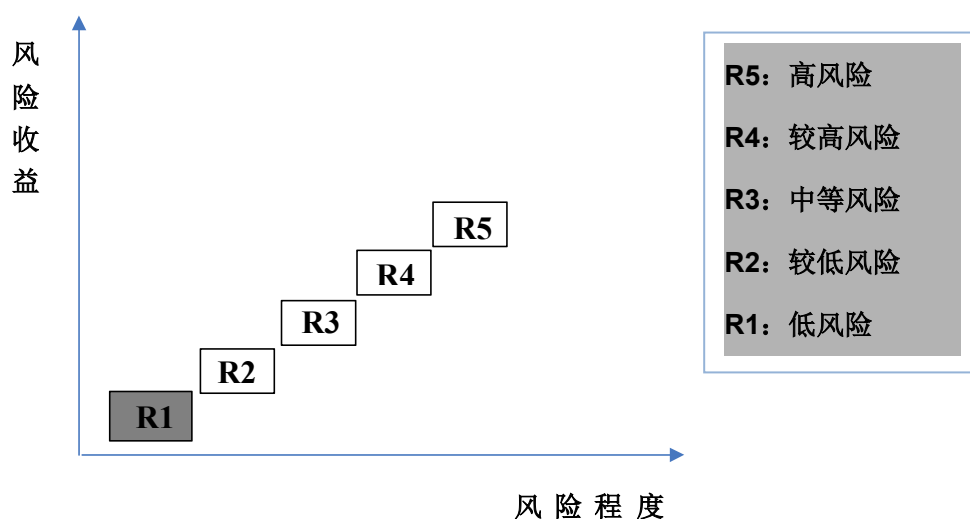 风险收益
R5：高风险
R4：较高风险
R3：中等风险
R2：较低风险
R1：低风险
R5
R4
R3
R2
R1
风险程度